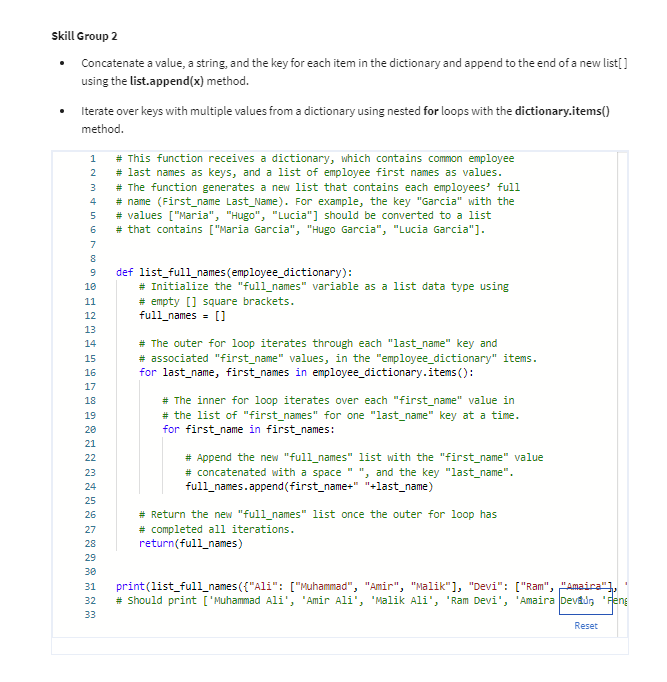 Skill Group 2
• Concatenate a value, a string, and the key for each item in the dictionary and append to the end of a new list[]
using the list.append(x) method.
• Iterate over keys with multiple values from a dictionary using nested for loops with the dictionary.items()
method.
1 # This function receives a dictionary, which contains common employee
2 # last names as keys, and a list of employee first names as values.
3 # The function generates a new list that contains each employees’ full
4 # name (First_name Last_Name). For example, the key "Garcia" with the
5 # values ["Maria", "Hugo", "Lucia"] should be converted to a list
6 # that contains ["Maria Garcia", "Hugo Garcia", "Lucia Garcia"].
7
8
9 def list_full_names(employee_dictionary):
10     # Initialize the "full_names" variable as a list data type using
11     # empty [] square brackets.
12     full_names = []
13
14     # The outer for loop iterates through each "last_name" key and
15     # associated "first_name" values, in the "employee_dictionary" items.
16     for last_name, first_names in employee_dictionary.items():
17
18         # The inner for loop iterates over each "first_name" value in
19         # the list of "first_names" for one "last_name" key at a time.
20         for first_name in first_names:
21
22             # Append the new "full_names" list with the "first_name" value
23             # concatenated with a space " ", and the key "last_name".
24             full_names.append(first_name+" "+last_name)
25
26     # Return the new "full_names" list once the outer for loop has
27     # completed all iterations.
28     return(full_names)
29
30
31 print(list_full_names({"Ali": ["Muhammad", "Amir", "Malik"], "Devi": ["Ram", "Amaira"], "
32 # Should print ['Muhammad Ali', 'Amir Ali', 'Malik Ali', 'Ram Devi', 'Amaira Devi', 'Feng
33
Run
Reset